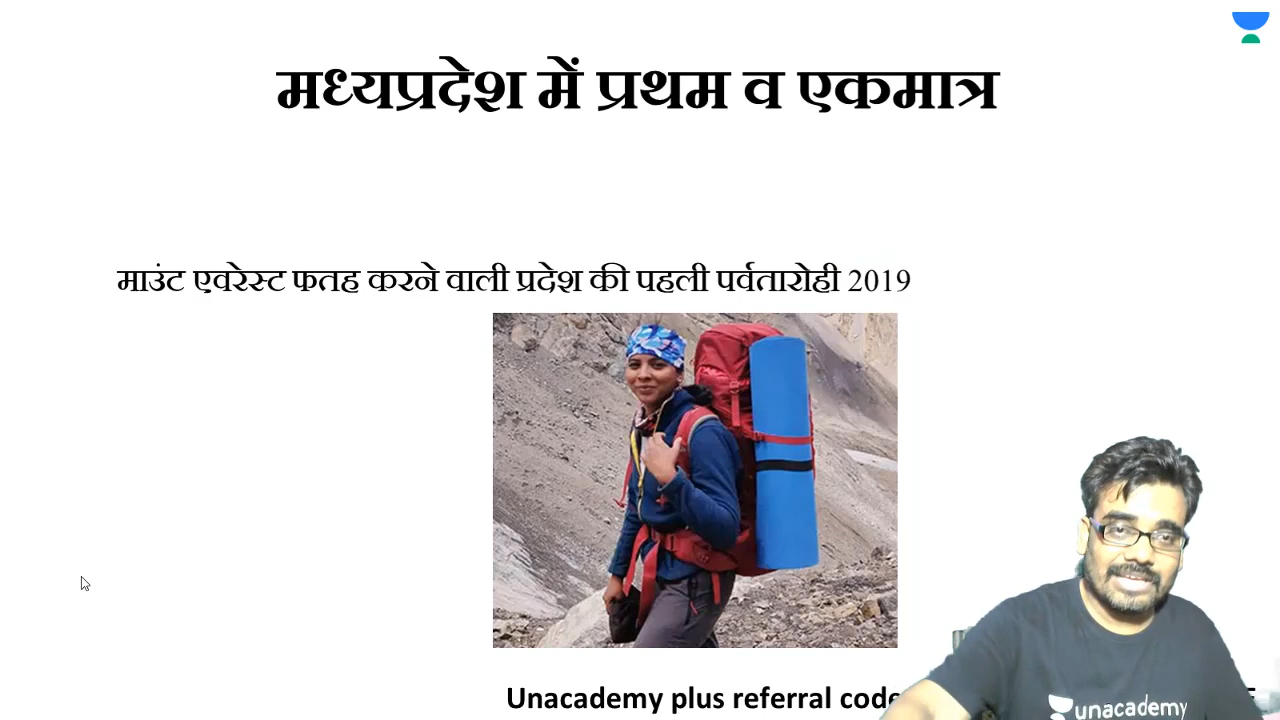 मध्यप्रदेश में प्रथम व एकमात्र
माउंट एवरेस्ट फतह करने वाली प्रदेश की पहली पर्वतारोही 2019
Unacademy plus referral code
unacademy